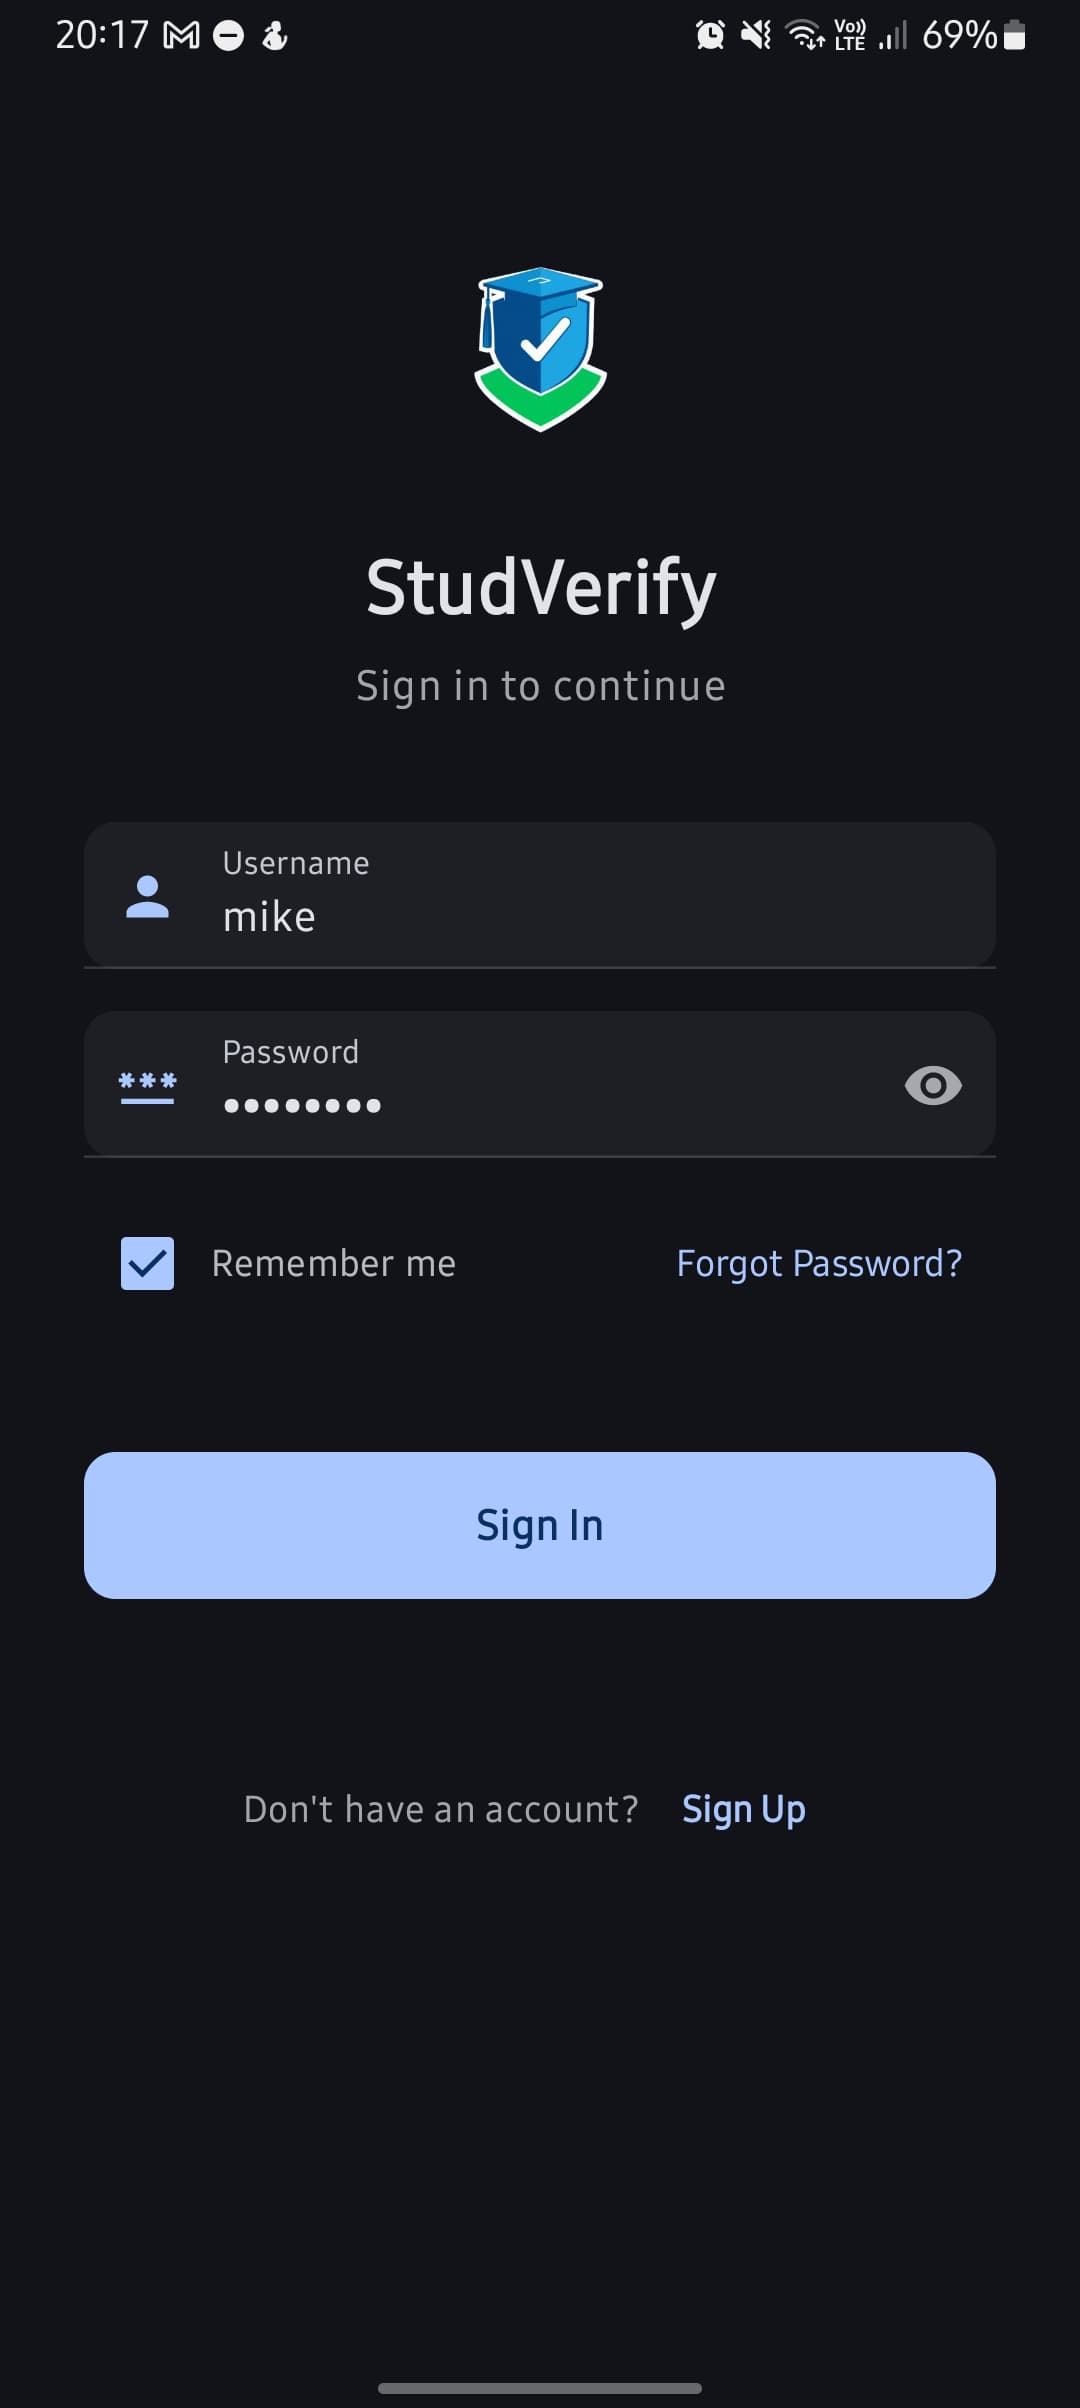 20:17 Vo)) LTE 69%
StudVerify
Sign in to continue
Username
mike
Password
••••••••
Remember me Forgot Password?
Sign In
Don't have an account? Sign Up